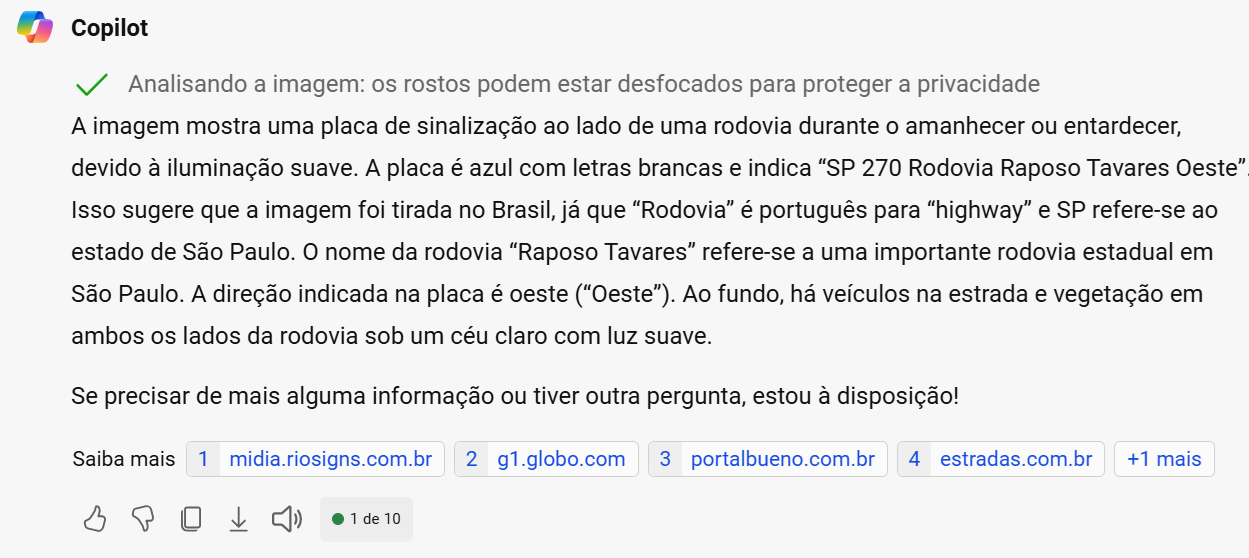 Copilot
Analisando a imagem: os rostos podem estar desfocados para proteger a privacidade
A imagem mostra uma placa de sinalização ao lado de uma rodovia durante o amanhecer ou entardecer,
devido à iluminação suave. A placa é azul com letras brancas e indica “SP 270 Rodovia Raposo Tavares Oeste”.
Isso sugere que a imagem foi tirada no Brasil, já que “Rodovia” é português para “highway” e SP refere-se ao
estado de São Paulo. O nome da rodovia “Raposo Tavares” refere-se a uma importante rodovia estadual em
São Paulo. A direção indicada na placa é oeste (“Oeste”). Ao fundo, há veículos na estrada e vegetação em
ambos os lados da rodovia sob um céu claro com luz suave.
Se precisar de mais alguma informação ou tiver outra pergunta, estou à disposição!
Saiba mais 1 midia.riosigns.com.br 2 g1.globo.com 3 portalbueno.com.br 4 estradas.com.br +1 mais
1 de 10